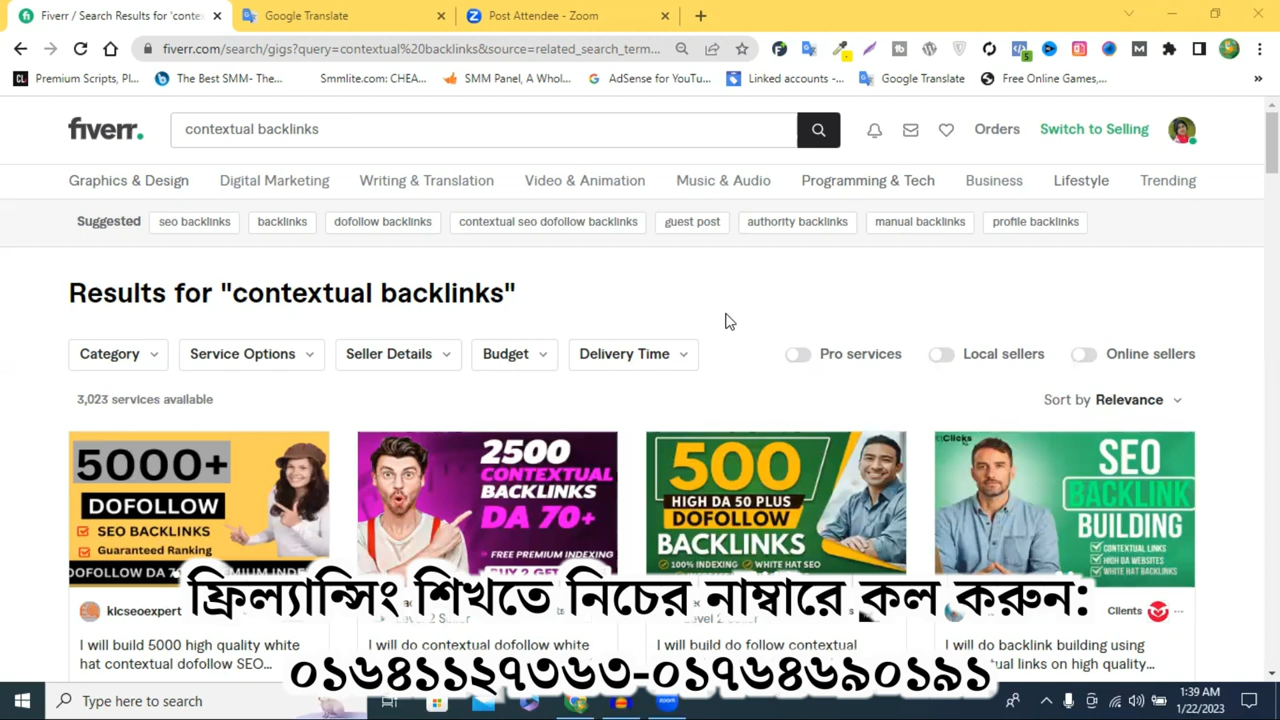 Fiverr / Search Results for 'conte
Google Translate
Post Attendee - Zoom
fiverr.com/search/gigs?query=contextual%20backlinks&source=related_search_term...
Premium Scripts, Pl...
The Best SMM- The...
Smmlite.com: CHEA...
SMM Panel, A Whol...
AdSense for YouTu...
Linked accounts -...
Google Translate
Free Online Games,...
fiverr.
contextual backlinks
Orders
Switch to Selling
Graphics & Design
Digital Marketing
Writing & Translation
Video & Animation
Music & Audio
Programming & Tech
Business
Lifestyle
Trending
Suggested
seo backlinks
backlinks
dofollow backlinks
contextual seo dofollow backlinks
guest post
authority backlinks
manual backlinks
profile backlinks
Results for "contextual backlinks"
Category
Service Options
Seller Details
Budget
Delivery Time
Pro services
Local sellers
Online sellers
3,023 services available
Sort by Relevance
5000+
DOFOLLOW
SEO BACKLINKS
Guaranteed Ranking
DOFOLLOW DA 7
2500
CONTEXTUAL
BACKLINKS
DA 70+
FREE PREMIUM INDEXING
500
HIGH DA 50 PLUS
DOFOLLOW
BACKLINKS
100% INDEXING
WHITE HAT SEO
Clicks
SEO
BACKLINK
BUILDING
CONTEXTUAL LINKS
HIGH DA WEBSITES
WHITE HAT BACKLINKS
ফ্রিল্যান্সিং শিখতে নিচের নাম্বারে কল করুন:
klcseoexpert
Clients
I will build 5000 high quality white
hat contextual dofollow SEO...
I will do contextual dofollow white
I will do follow contextual
I will do backlink building using
tual links on high quality...
০১৬৪১১২৭৩৬৩-০১৭৬৪৬৯০১৯১
Type here to search
1:39 AM
1/22/2023